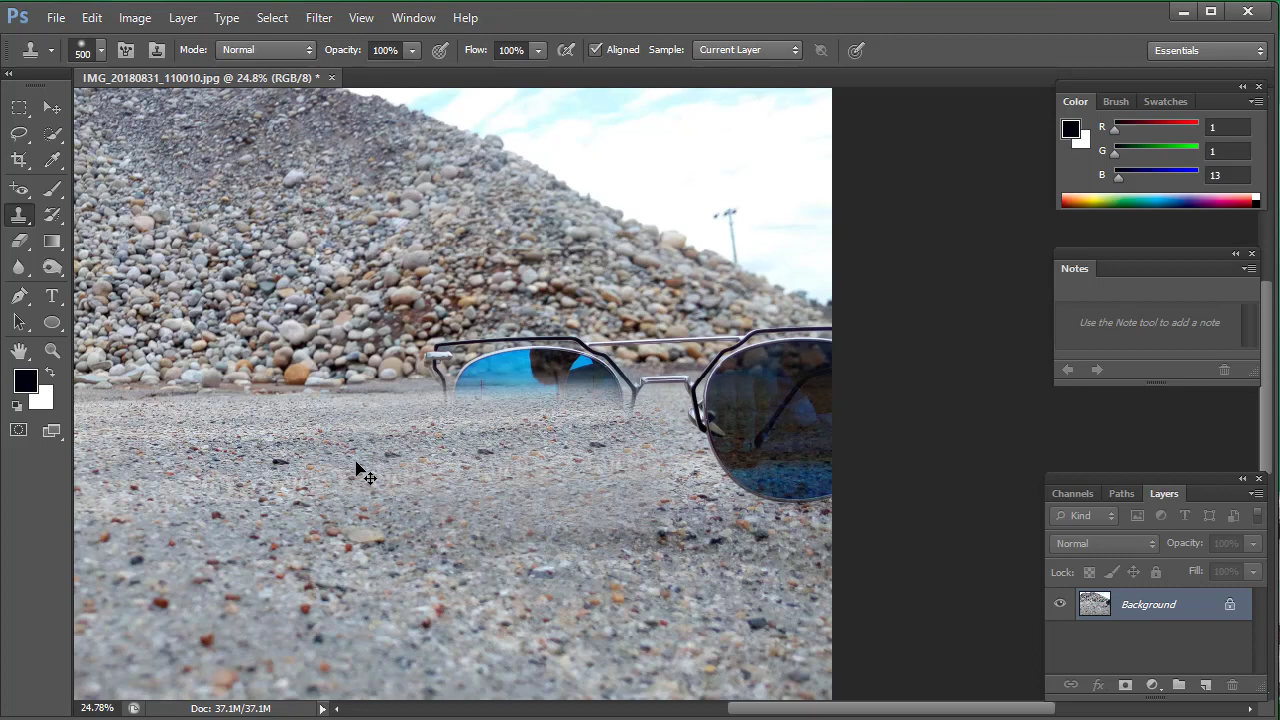 Ps File Edit Image Layer Type Select Filter View Window Help
500 Mode: Normal Opacity: 100% Flow: 100% Aligned Sample: Current Layer Essentials
IMG_20180831_110010.jpg @ 24.8% (RGB/8) * ×
Color Brush Swatches
R 1
G 1
B 13
Notes
Use the Note tool to add a note
Channels Paths Layers
Kind
Normal Opacity: 100%
Lock: Fill: 100%
Background
24.78% Doc: 37.1M/37.1M